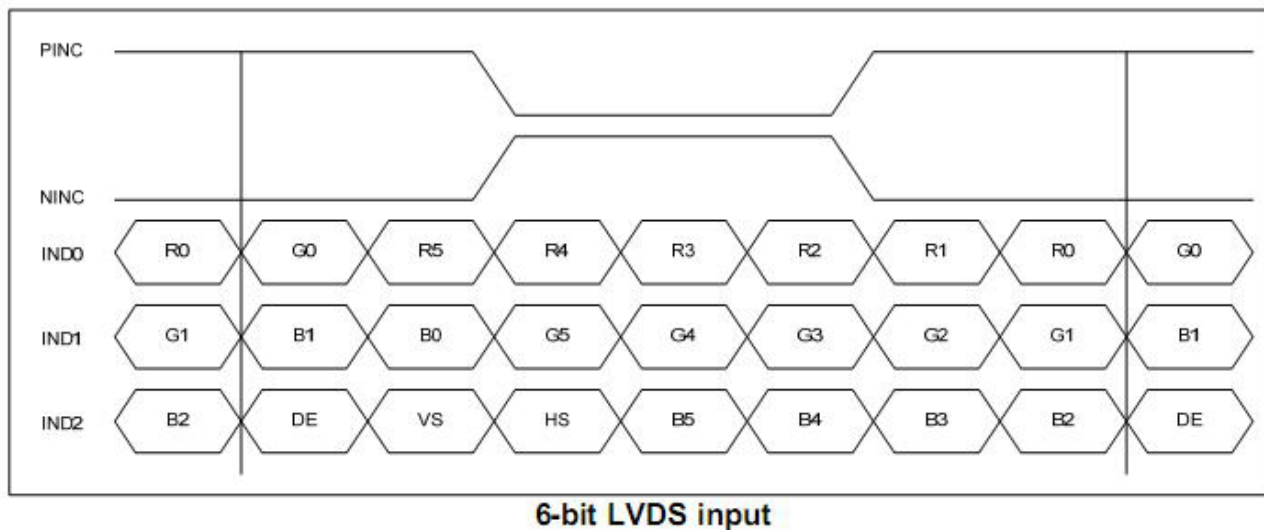 PINC
NINC
IND0 R0 G0 R5 R4 R3 R2 R1 R0 G0
IND1 G1 B1 B0 G5 G4 G3 G2 G1 B1
IND2 B2 DE VS HS B5 B4 B3 B2 DE
6-bit LVDS input